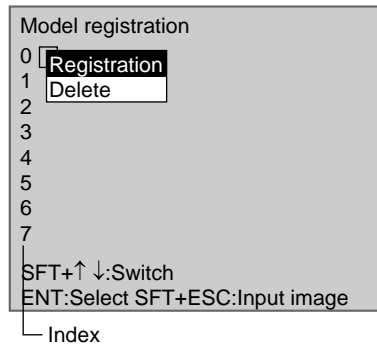 Model registration
0
Registration
1
Delete
2
3
4
5
6
7
SFT+↑ ↓:Switch
ENT:Select SFT+ESC:Input image
Index